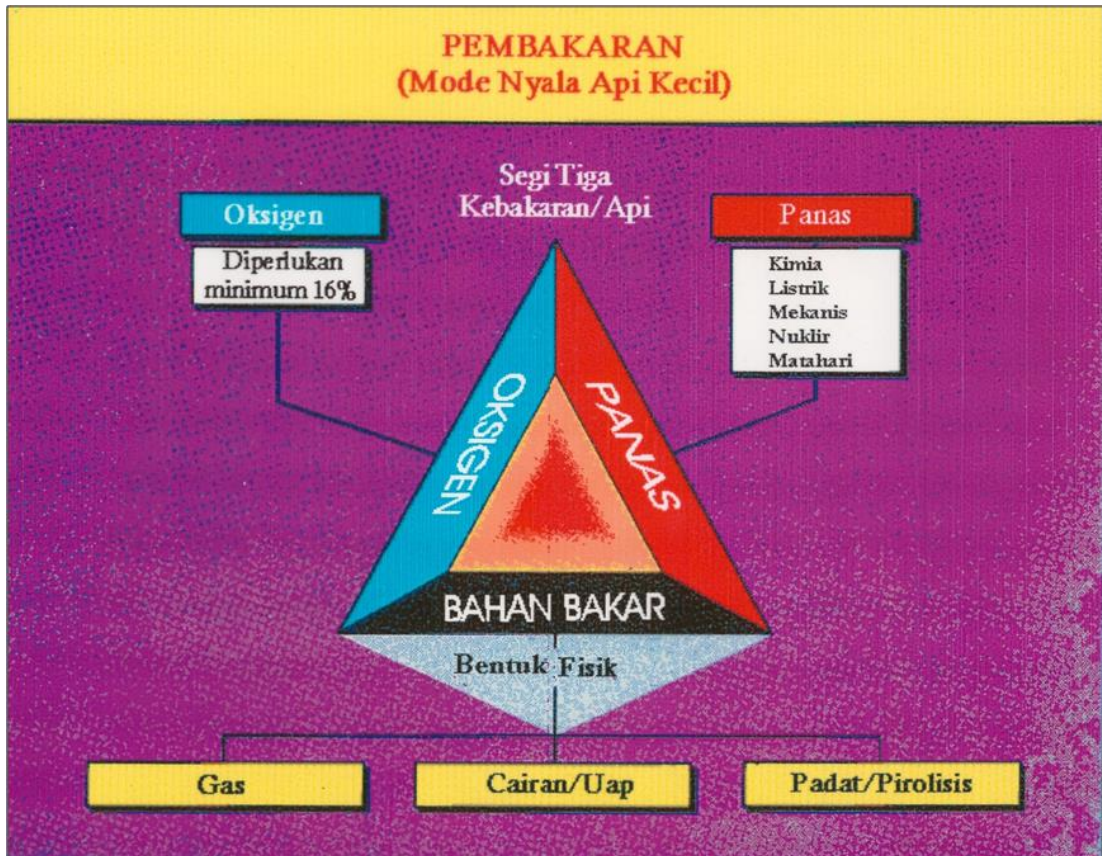 PEMBAKARAN
(Mode Nyala Api Kecil)
Segi Tiga
Kebakaran/Api
Oksigen
Diperlukan
minimum 16%
Panas
Kimia
Listrik
Mekanis
Nuklir
Matahari
OKSIGEN
PANAS
BAHAN BAKAR
Bentuk Fisik
Gas
Cairan/Uap
Padat/Pirolisis